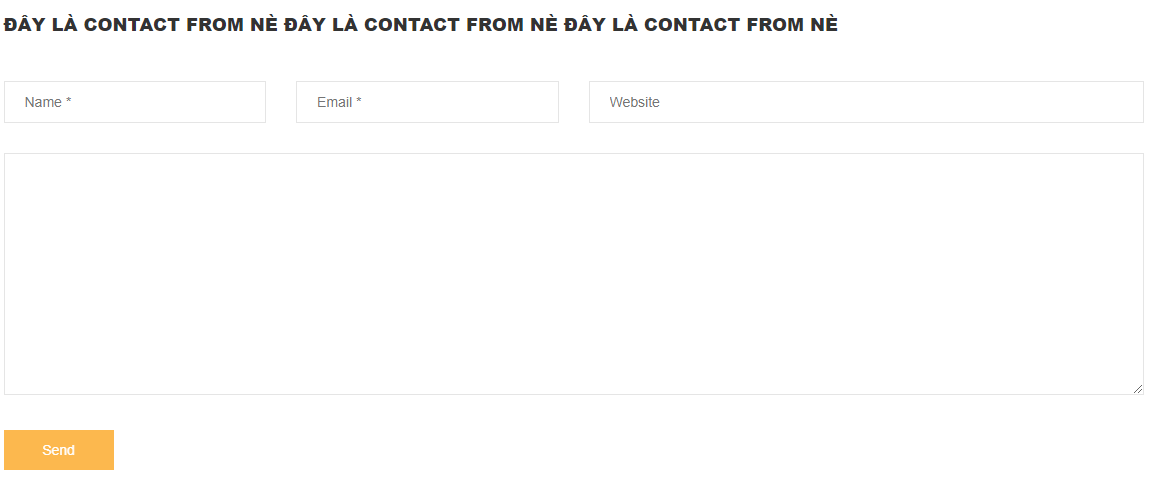 ĐÂY LÀ CONTACT FROM NÈ ĐÂY LÀ CONTACT FROM NÈ ĐÂY LÀ CONTACT FROM NÈ
Name * Email * Website
Send